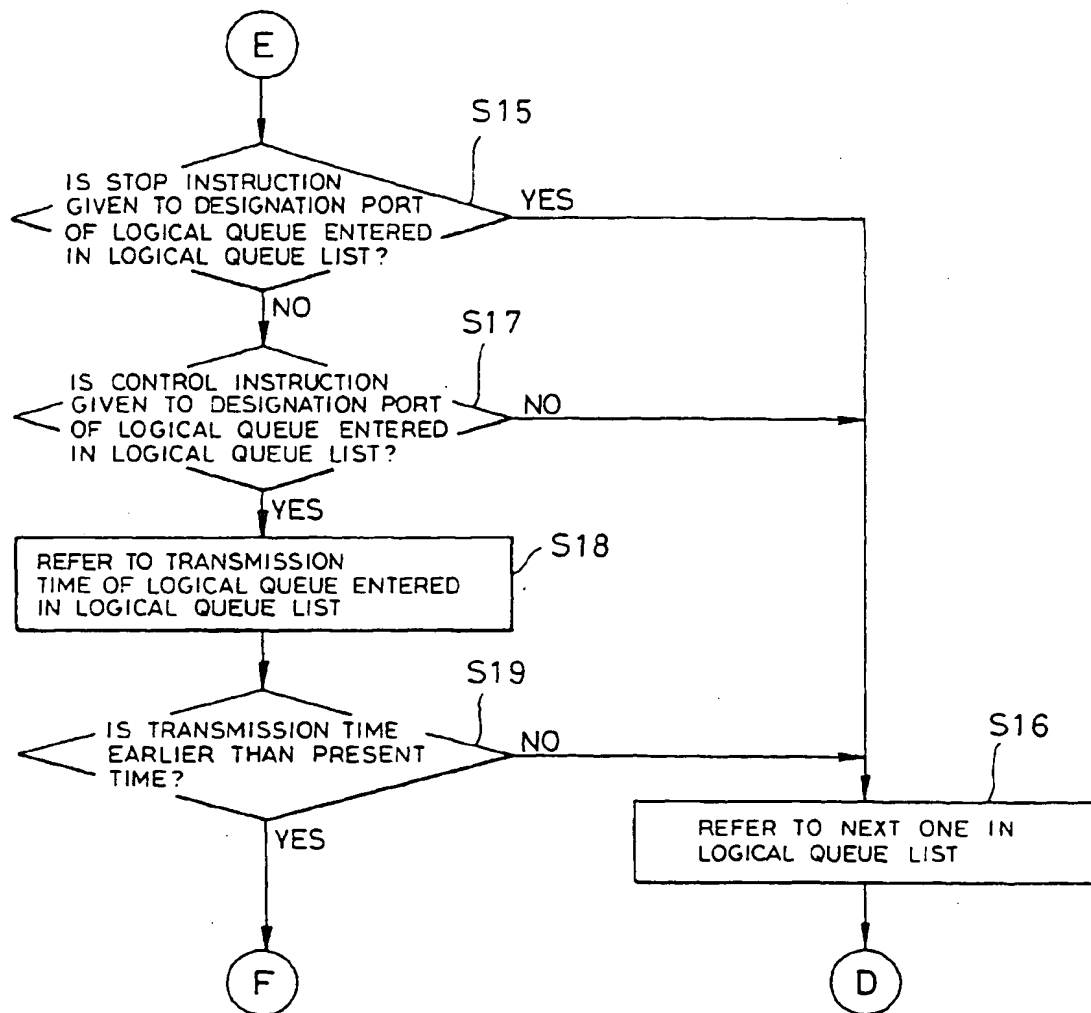 E
S15
IS STOP INSTRUCTION
GIVEN TO DESIGNATION PORT
OF LOGICAL QUEUE ENTERED
IN LOGICAL QUEUE LIST?
YES
NO
S17
IS CONTROL INSTRUCTION
GIVEN TO DESIGNATION PORT
OF LOGICAL QUEUE ENTERED
IN LOGICAL QUEUE LIST?
NO
YES
S18
REFER TO TRANSMISSION
TIME OF LOGICAL QUEUE ENTERED
IN LOGICAL QUEUE LIST
S19
IS TRANSMISSION TIME
EARLIER THAN PRESENT
TIME?
NO
YES
S16
REFER TO NEXT ONE IN
LOGICAL QUEUE LIST
F
D